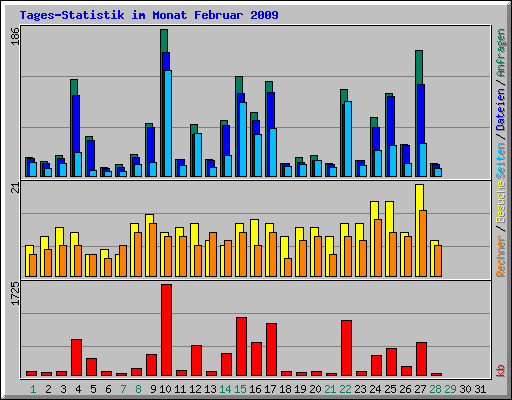 Tages-Statistik im Monat Februar 2009
186
21
1725
Rechner / Besuche Seiten / Dateien / Anfragen
kb
1 2 3 4 5 6 7 8 9 10 11 12 13 14 15 16 17 18 19 20 21 22 23 24 25 26 27 28 29 30 31